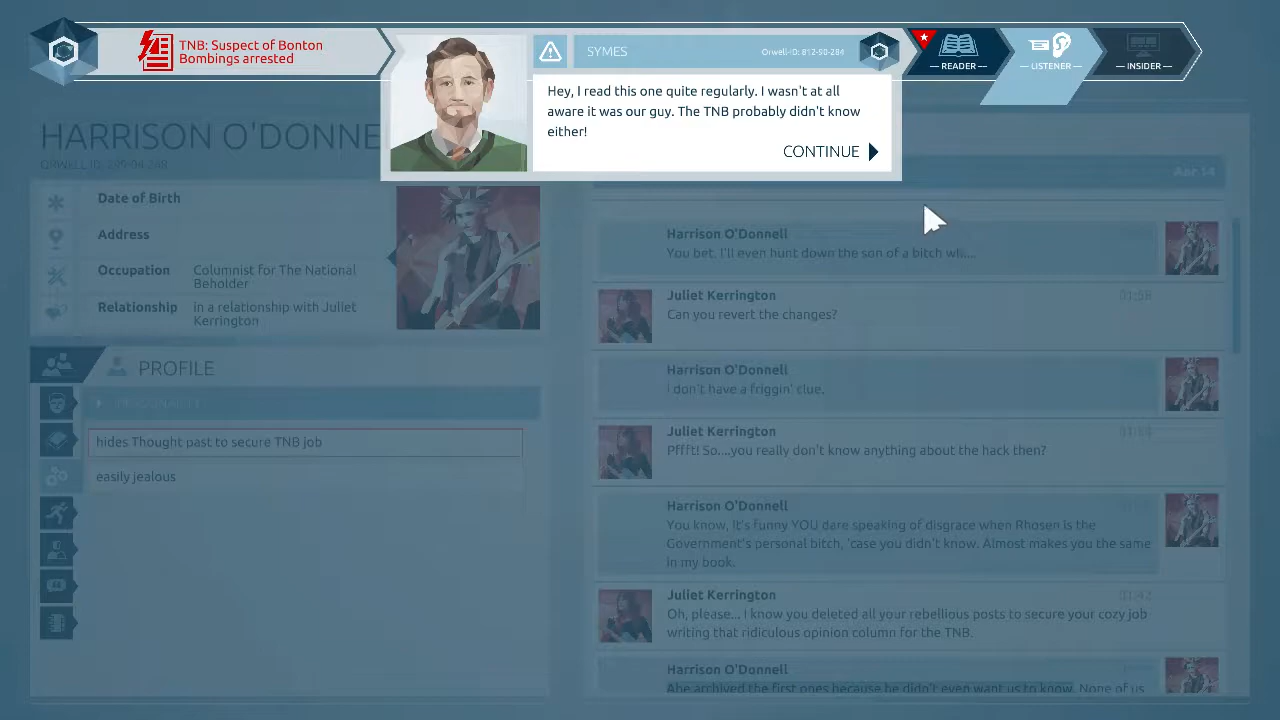 TNB: Suspect of Bonton
Bombings arrested
SYMES
Orwell-ID: 812-50-284
Hey, I read this one quite regularly. I wasn't at all
aware it was our guy. The TNB probably didn't know
either!
CONTINUE
— READER —
— LISTENER —
— INSIDER —
HARRISON O'DONNE
ORWELL ID: 299-04-288
Date of Birth
Address
Occupation
Columnist for The National
Beholder
Relationship
in a relationship with Juliet
Kerrington
PROFILE
hides Thought past to secure TNB job
easily jealous
Apr 14
Harrison O'Donnell
You bet. I'll even hunt down the son of a bitch
Juliet Kerrington
Can you revert the changes?
Harrison O'Donnell
I don't have a friggin' clue.
Juliet Kerrington
Pffft! So....you really don't know anything about the hack then?
Harrison O'Donnell
You know, it's funny YOU dare speaking of disgrace when Rhosen is the
Government's personal bitch, 'case you didn't know. Almost makes you the same
in my book.
Juliet Kerrington
01:42
Oh, please... I know you deleted all your rebellious posts to secure your cozy job
writing that ridiculous opinion column for the TNB.
Harrison O'Donnell
Abe archived the first ones because he didn't even want us to know. None of us